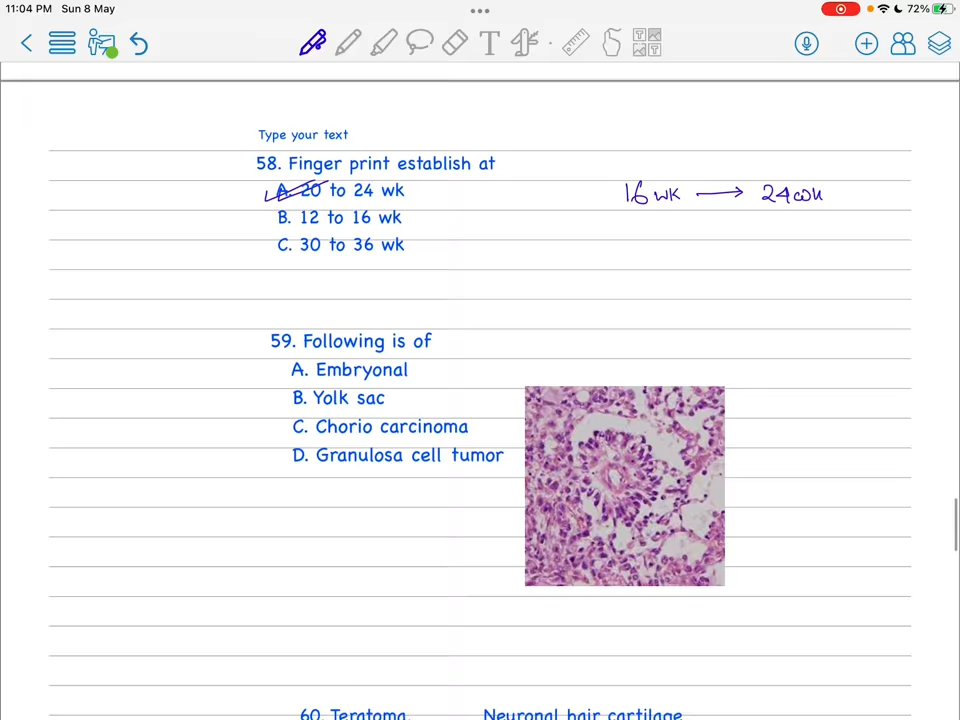 11:04 PM Sun 8 May
72%
Type your text
58. Finger print establish at
A. 20 to 24 wk
16 wk → 24 wk
B. 12 to 16 wk
C. 30 to 36 wk
59. Following is of
A. Embryonal
B. Yolk sac
C. Chorio carcinoma
D. Granulosa cell tumor
60. Teratoma. Neuronal hair cartilage